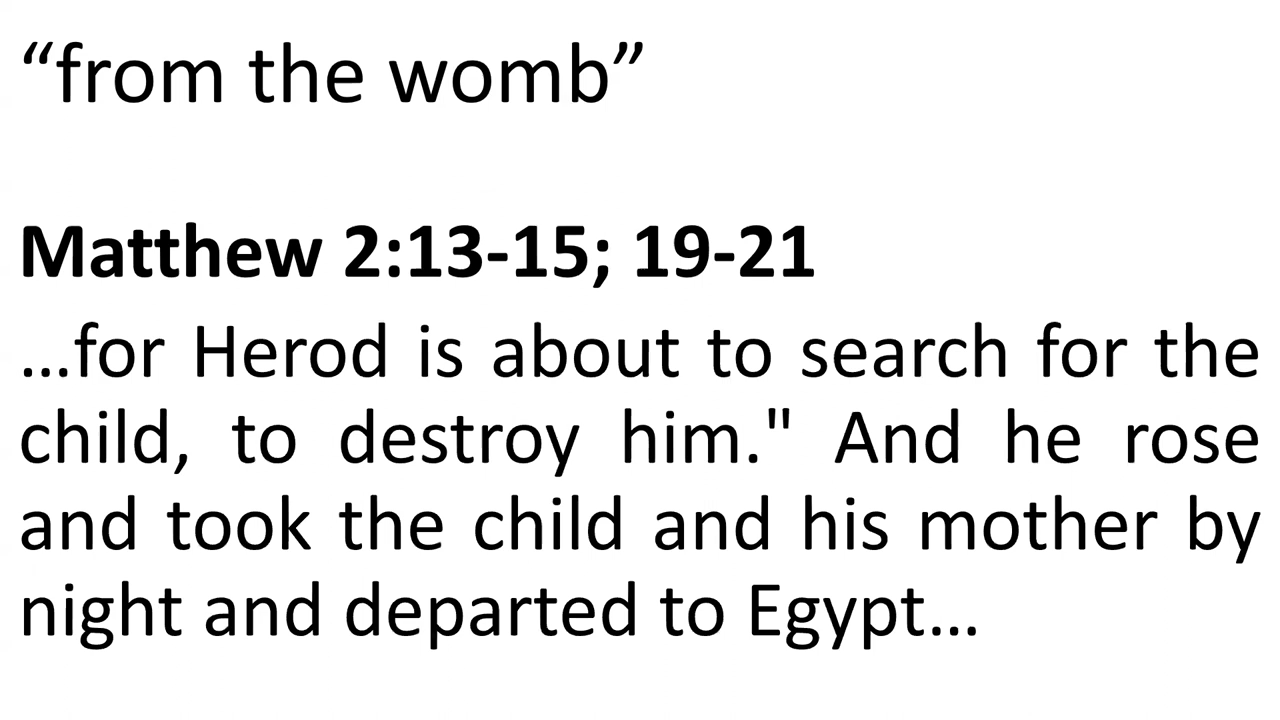 “from the womb”
Matthew 2:13-15; 19-21
…for Herod is about to search for the
child, to destroy him." And he rose
and took the child and his mother by
night and departed to Egypt…